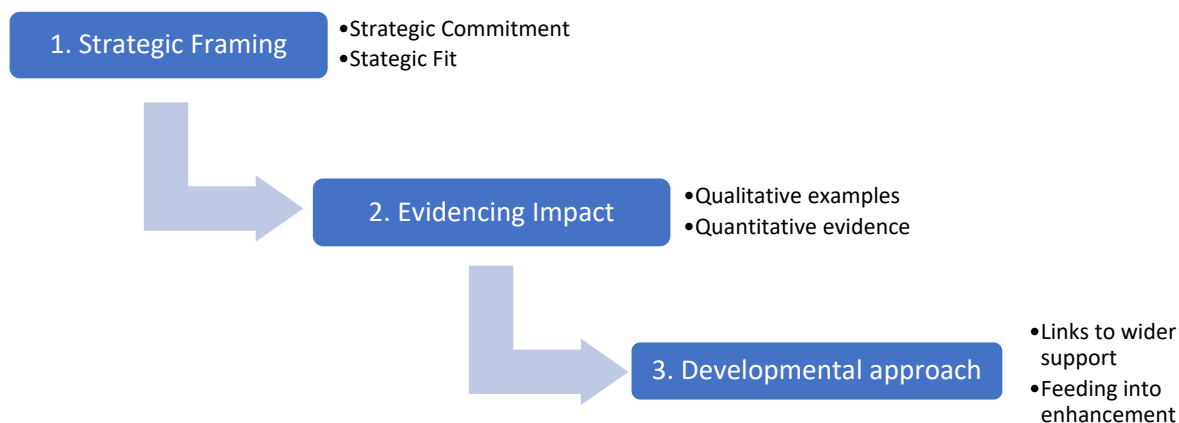 1. Strategic Framing
•Strategic Commitment
•Stategic Fit
2. Evidencing Impact
•Qualitative examples
•Quantitative evidence
3. Developmental approach
•Links to wider
support
•Feeding into
enhancement